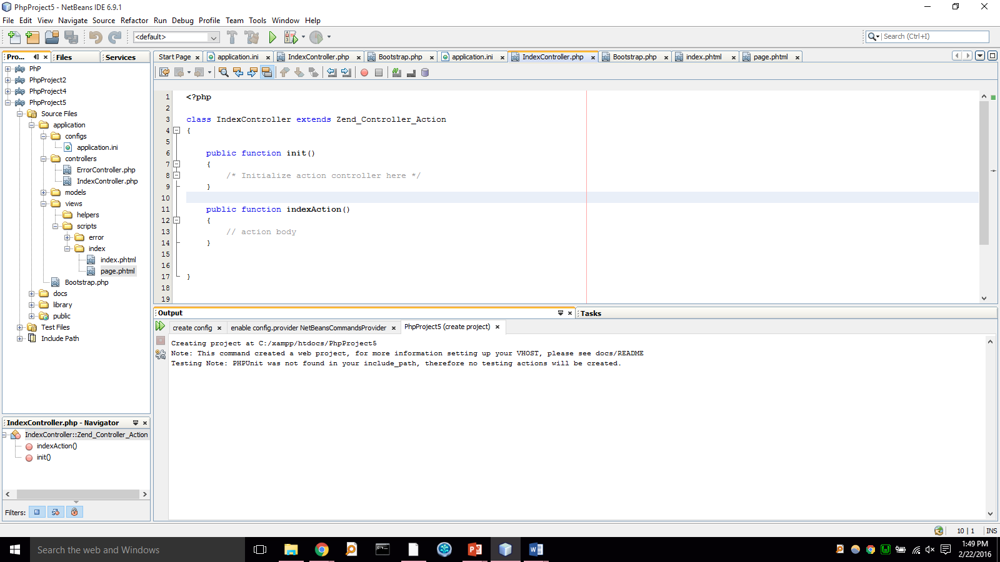 PhpProject5 - NetBeans IDE 6.9.1
File Edit View Navigate Source Refactor Run Debug Profile Team Tools Window Help
<default>
Search (Ctrl+I)
Pro... Files Services
PhP
PhpProject2
PhpProject4
PhpProject5
Source Files
application
configs
application.ini
controllers
ErrorController.php
IndexController.php
models
views
helpers
scripts
error
index
index.phtml
page.phtml
Bootstrap.php
docs
library
public
Test Files
Include Path
Start Page application.ini IndexController.php Bootstrap.php application.ini IndexController.php Bootstrap.php index.phtml page.phtml
1 <?php
2
3 class IndexController extends Zend_Controller_Action
4 {
5
6 public function init()
7 {
8 /* Initialize action controller here */
9 }
10
11 public function indexAction()
12 {
13 // action body
14 }
15
16
17 }
18
19
Output
Tasks
create config enable config.provider NetBeansCommandsProvider PhpProject5 (create project)
Creating project at C:/xampp/htdocs/PhpProject5
Note: This command created a web project, for more information setting up your VHOST, please see docs/README
Testing Note: PHPUnit was not found in your include_path, therefore no testing actions will be created.
IndexController.php - Navigator
IndexController::Zend_Controller_Action
indexAction()
init()
Filters:
10 | 1 INS
Search the web and Windows
1:49 PM
2/22/2016